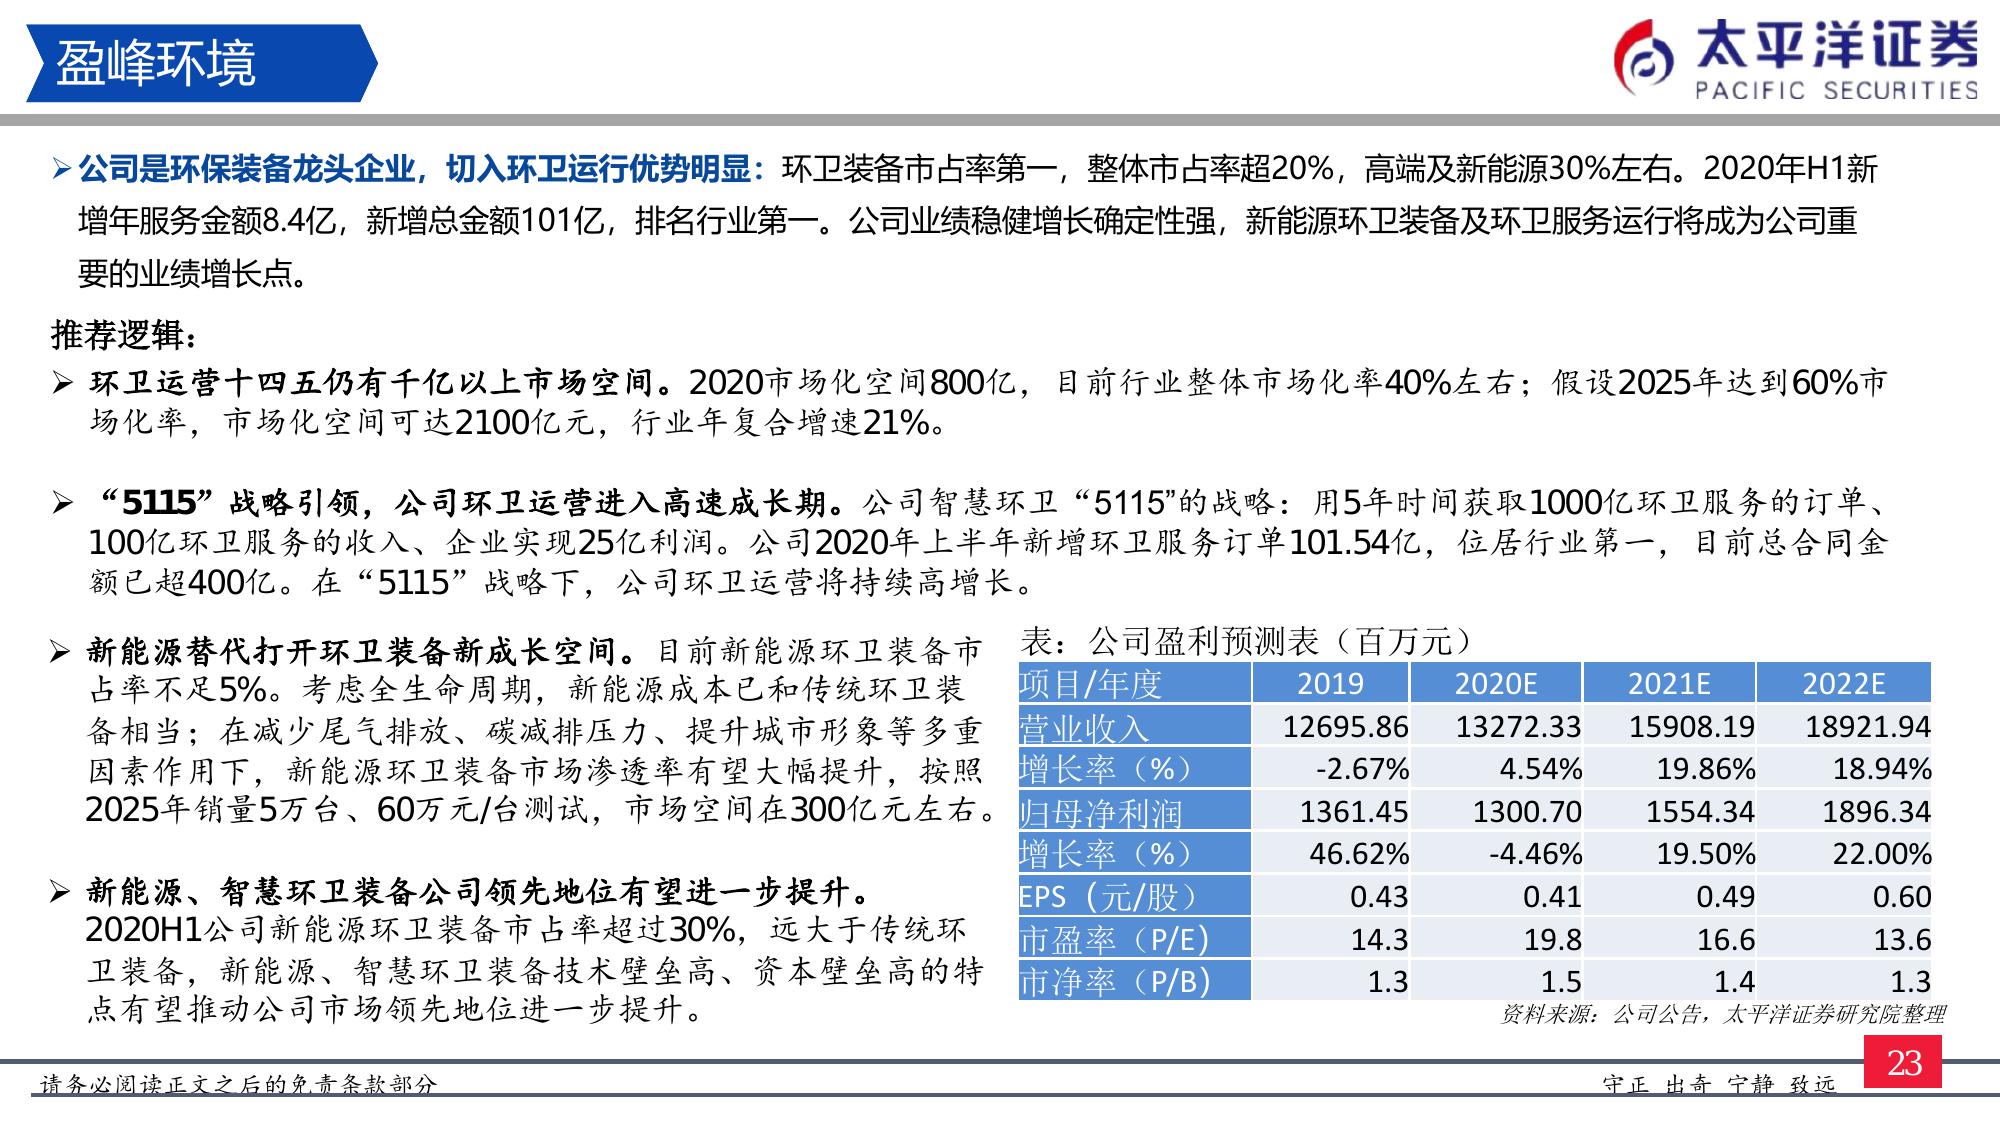 盈峰环境
太平洋证券
PACIFIC SECURITIES
➢公司是环保装备龙头企业，切入环卫运行优势明显：环卫装备市占率第一，整体市占率超20%，高端及新能源30%左右。2020年H1新
增年服务金额8.4亿，新增总金额101亿，排名行业第一。公司业绩稳健增长确定性强，新能源环卫装备及环卫服务运行将成为公司重
要的业绩增长点。
推荐逻辑：
➢ 环卫运营十四五仍有千亿以上市场空间。2020市场化空间800亿，目前行业整体市场化率40%左右；假设2025年达到60%市
场化率，市场化空间可达2100亿元，行业年复合增速21%。
➢ “5115”战略引领，公司环卫运营进入高速成长期。公司智慧环卫“5115”的战略：用5年时间获取1000亿环卫服务的订单、
100亿环卫服务的收入、企业实现25亿利润。公司2020年上半年新增环卫服务订单101.54亿，位居行业第一，目前总合同金
额已超400亿。在“5115”战略下，公司环卫运营将持续高增长。
➢ 新能源替代打开环卫装备新成长空间。目前新能源环卫装备市
占率不足5%。考虑全生命周期，新能源成本已和传统环卫装
备相当；在减少尾气排放、碳减排压力、提升城市形象等多重
因素作用下，新能源环卫装备市场渗透率有望大幅提升，按照
2025年销量5万台、60万元/台测试，市场空间在300亿元左右。
➢ 新能源、智慧环卫装备公司领先地位有望进一步提升。
2020H1公司新能源环卫装备市占率超过30%，远大于传统环
卫装备，新能源、智慧环卫装备技术壁垒高、资本壁垒高的特
点有望推动公司市场领先地位进一步提升。
表：公司盈利预测表（百万元）
项目/年度 2019 2020E 2021E 2022E
营业收入 12695.86 13272.33 15908.19 18921.94
增长率（%） -2.67% 4.54% 19.86% 18.94%
归母净利润 1361.45 1300.70 1554.34 1896.34
增长率（%） 46.62% -4.46% 19.50% 22.00%
EPS（元/股） 0.43 0.41 0.49 0.60
市盈率（P/E） 14.3 19.8 16.6 13.6
市净率（P/B） 1.3 1.5 1.4 1.3
资料来源：公司公告，太平洋证券研究院整理
请务必阅读正文之后的免责条款部分
守正 出奇 宁静 致远
23